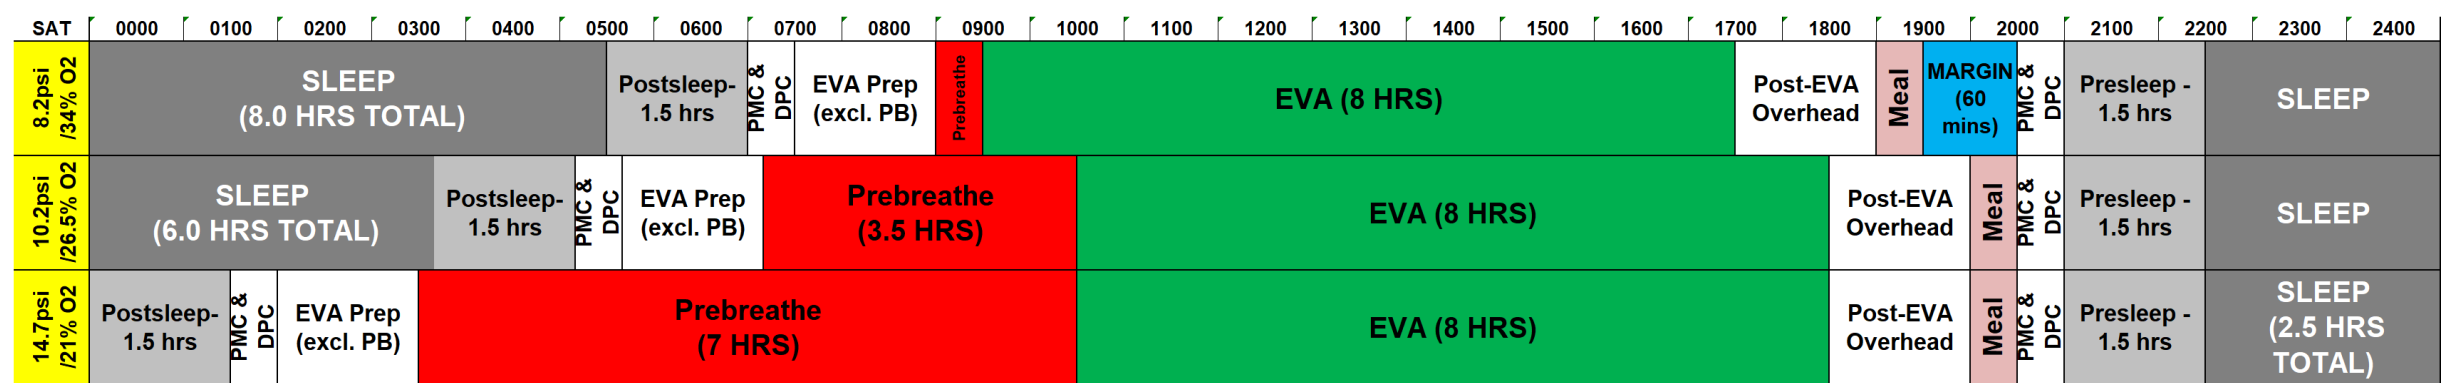 SAT 0000 0100 0200 0300 0400 0500 0600 0700 0800 0900 1000 1100 1200 1300 1400 1500 1600 1700 1800 1900 2000 2100 2200 2300 2400
8.2psi
/34% O2
SLEEP
(8.0 HRS TOTAL)
Postsleep-
1.5 hrs
PMC &
DPC
EVA Prep
(excl. PB)
Prebreathe
EVA (8 HRS)
Post-EVA
Overhead
Meal
MARGIN
(60
mins)
PMC &
DPC
Presleep -
1.5 hrs
SLEEP
10.2psi
/26.5% O2
SLEEP
(6.0 HRS TOTAL)
Postsleep-
1.5 hrs
PMC &
DPC
EVA Prep
(excl. PB)
Prebreathe
(3.5 HRS)
EVA (8 HRS)
Post-EVA
Overhead
Meal
PMC &
DPC
Presleep -
1.5 hrs
SLEEP
14.7psi
/21% O2
Postsleep-
1.5 hrs
PMC &
DPC
EVA Prep
(excl. PB)
Prebreathe
(7 HRS)
EVA (8 HRS)
Post-EVA
Overhead
Meal
PMC &
DPC
Presleep -
1.5 hrs
SLEEP
(2.5 HRS
TOTAL)